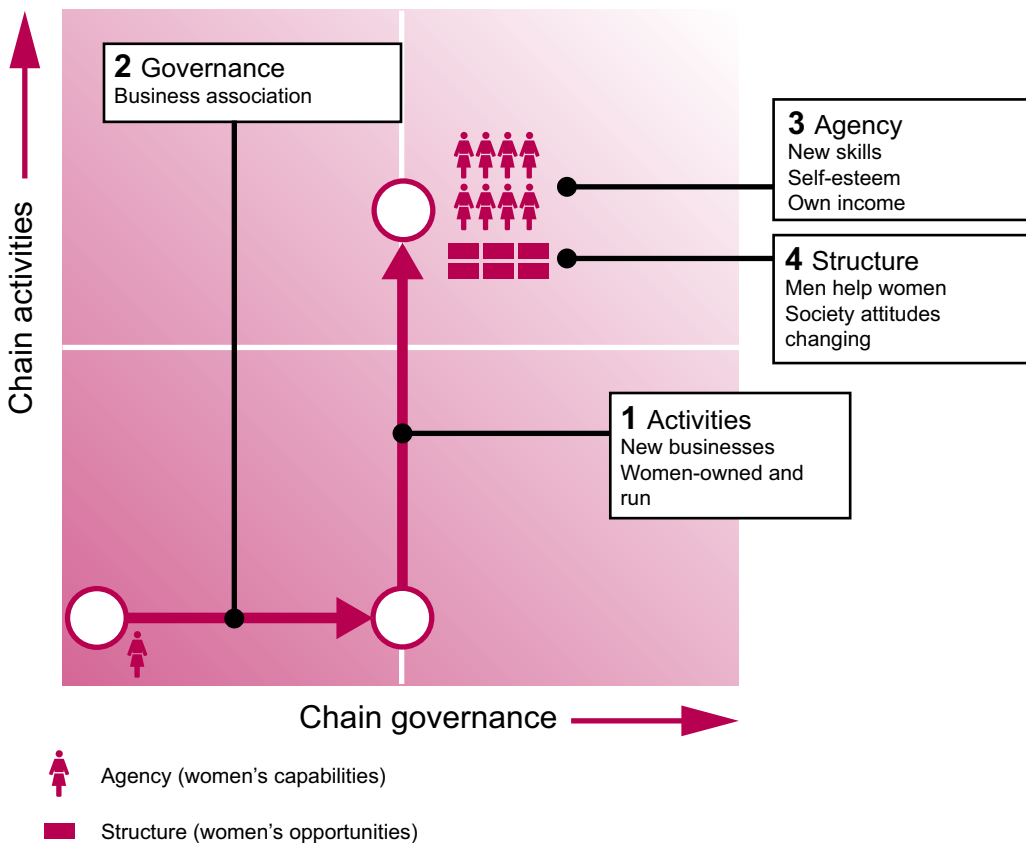 2 Governance
Business association
3 Agency
New skills
Self-esteem
Own income
4 Structure
Men help women
Society attitudes
changing
1 Activities
New businesses
Women-owned and
run
Chain activities
Chain governance
Agency (women’s capabilities)
Structure (women’s opportunities)